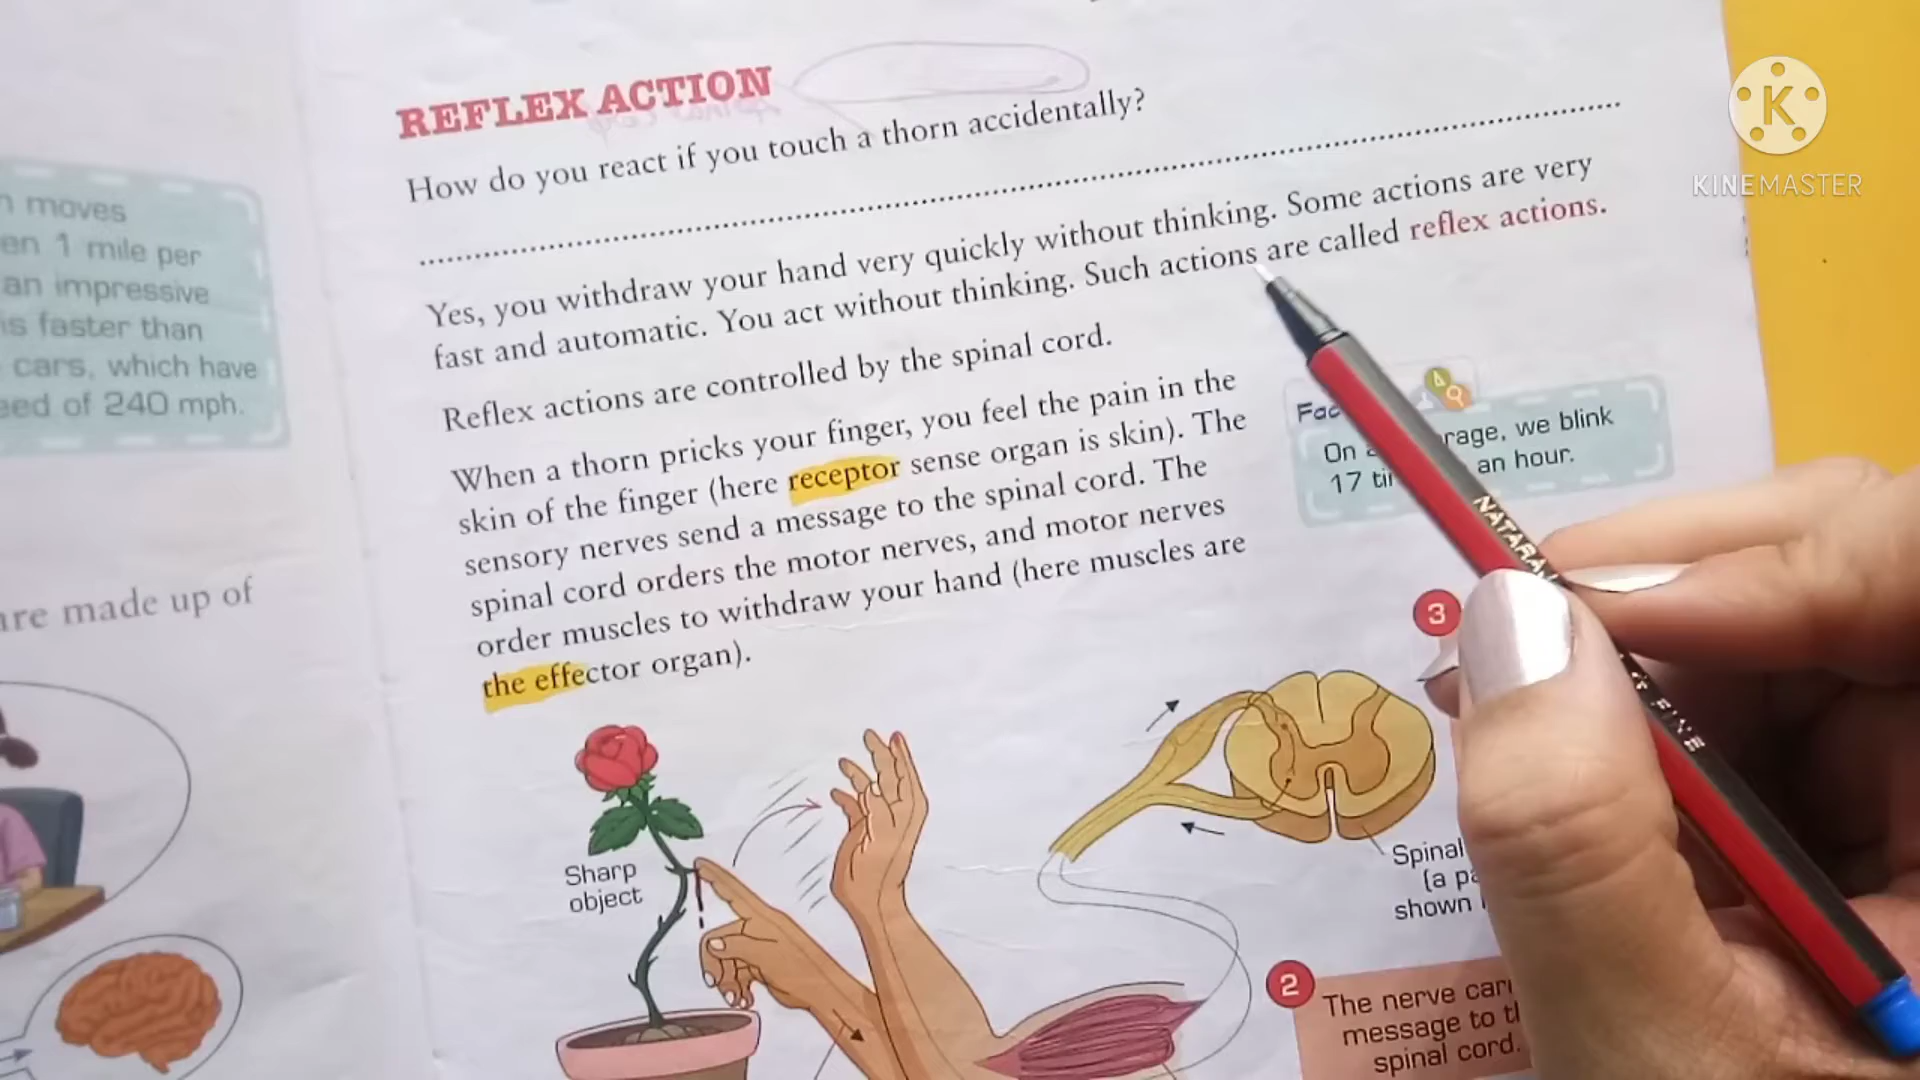 REFLEX ACTION
How do you react if you touch a thorn accidentally?
Yes, you withdraw your hand very quickly without thinking. Some actions are very
fast and automatic. You act without thinking. Such actions are called reflex actions.
Reflex actions are controlled by the spinal cord.
When a thorn pricks your finger, you feel the pain in the
skin of the finger (here receptor sense organ is skin). The
sensory nerves send a message to the spinal cord. The
spinal cord orders the motor nerves, and motor nerves
order muscles to withdraw your hand (here muscles are
the effector organ).
moves
1 mile per
an impressive
is faster than
cars, which have
of 240 mph.
are made up of
On we blink
17 an hour.
3
Sharp
object
Spinal
(a
shown
2
The nerve
message to
spinal cord.
KINEMASTER
K
NATARAJ
FINE